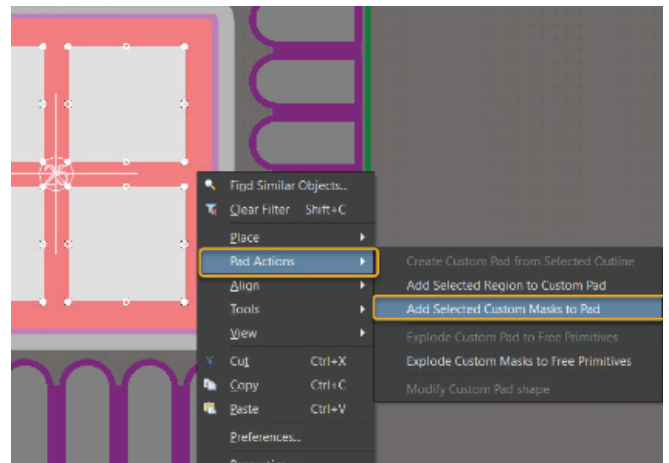 25
Find Similar Objects...
Clear Filter Shift+C
Place
Pad Actions
Align
Tools
View
Cut Ctrl+X
Copy Ctrl+C
Paste Ctrl+V
Preferences...
Create Custom Pad from Selected Outline
Add Selected Region to Custom Pad
Add Selected Custom Masks to Pad
Explode Custom Pad to Free Primitives
Explode Custom Masks to Free Primitives
Modify Custom Pad shape